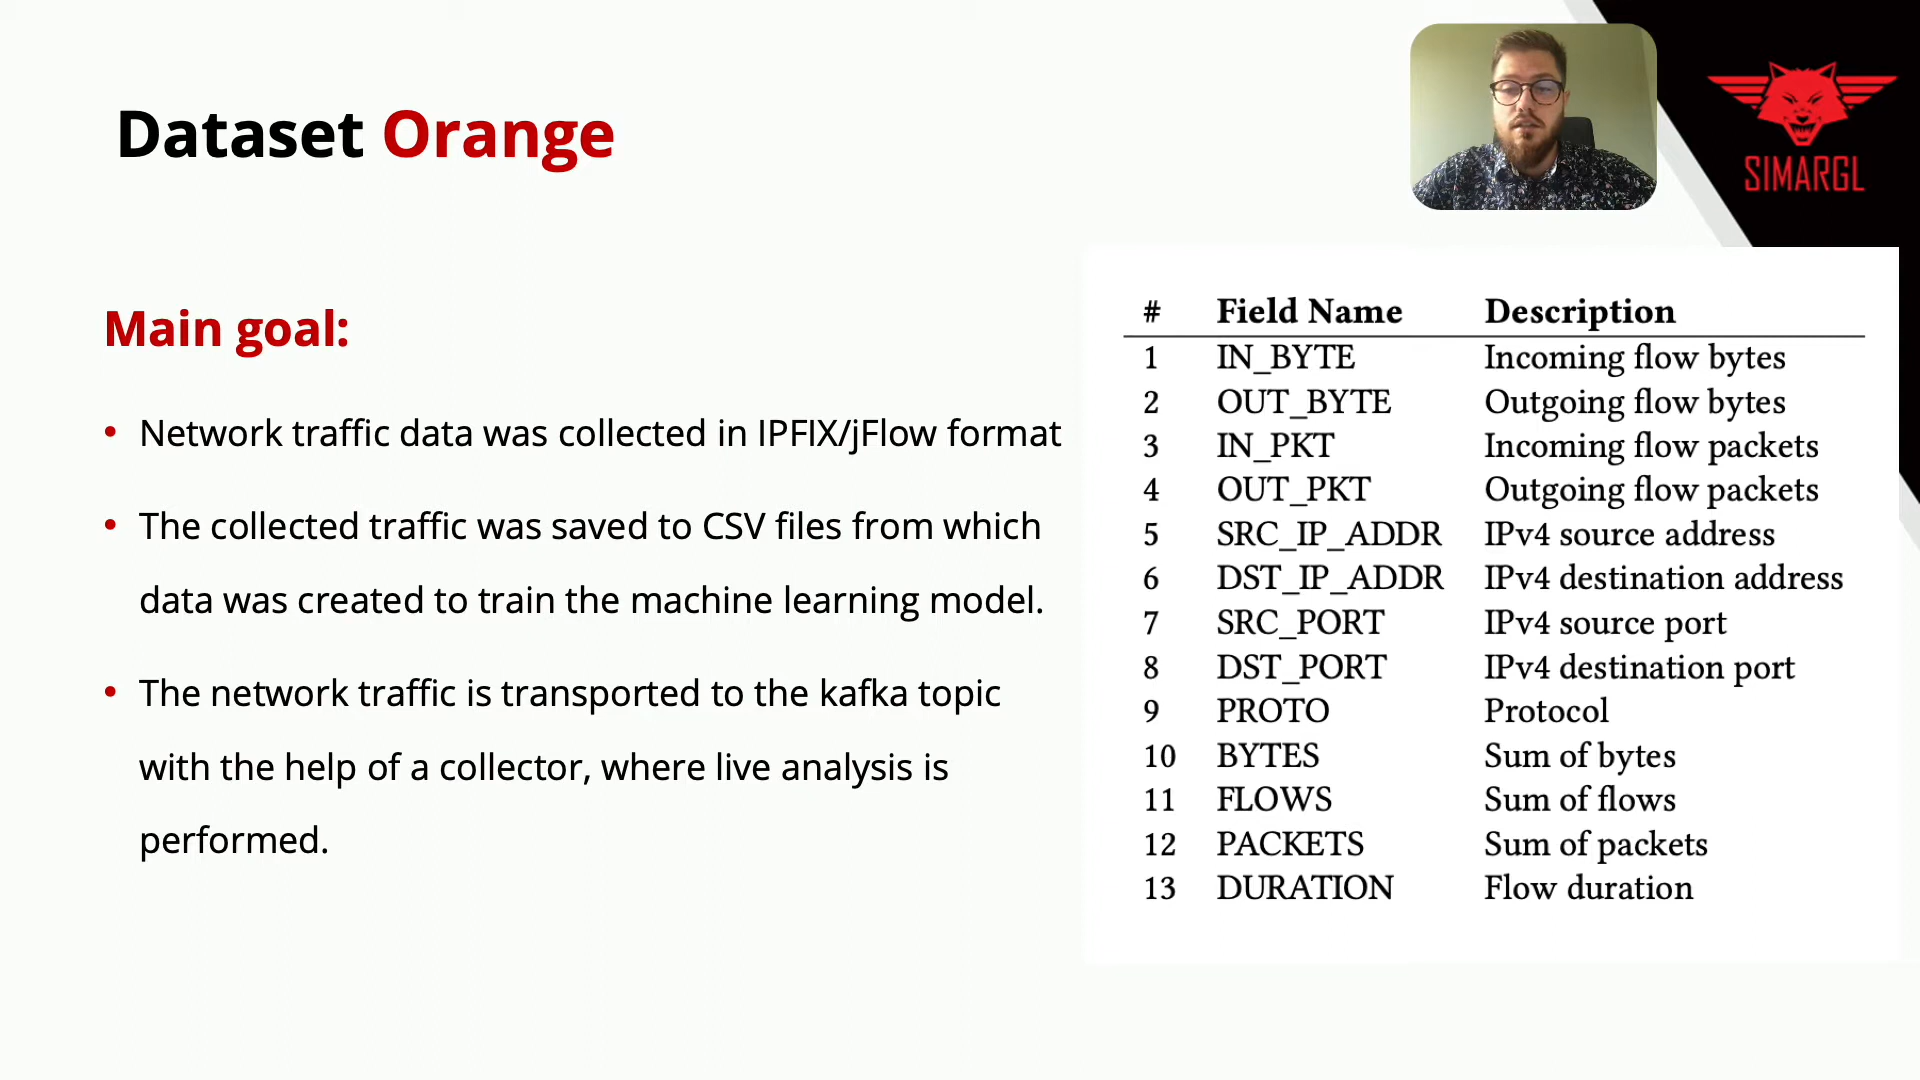 Dataset Orange
SIMARGL
Main goal:
• Network traffic data was collected in IPFIX/jFlow format
• The collected traffic was saved to CSV files from which
data was created to train the machine learning model.
• The network traffic is transported to the kafka topic
with the help of a collector, where live analysis is
performed.
# Field Name Description
1 IN_BYTE Incoming flow bytes
2 OUT_BYTE Outgoing flow bytes
3 IN_PKT Incoming flow packets
4 OUT_PKT Outgoing flow packets
5 SRC_IP_ADDR IPv4 source address
6 DST_IP_ADDR IPv4 destination address
7 SRC_PORT IPv4 source port
8 DST_PORT IPv4 destination port
9 PROTO Protocol
10 BYTES Sum of bytes
11 FLOWS Sum of flows
12 PACKETS Sum of packets
13 DURATION Flow duration